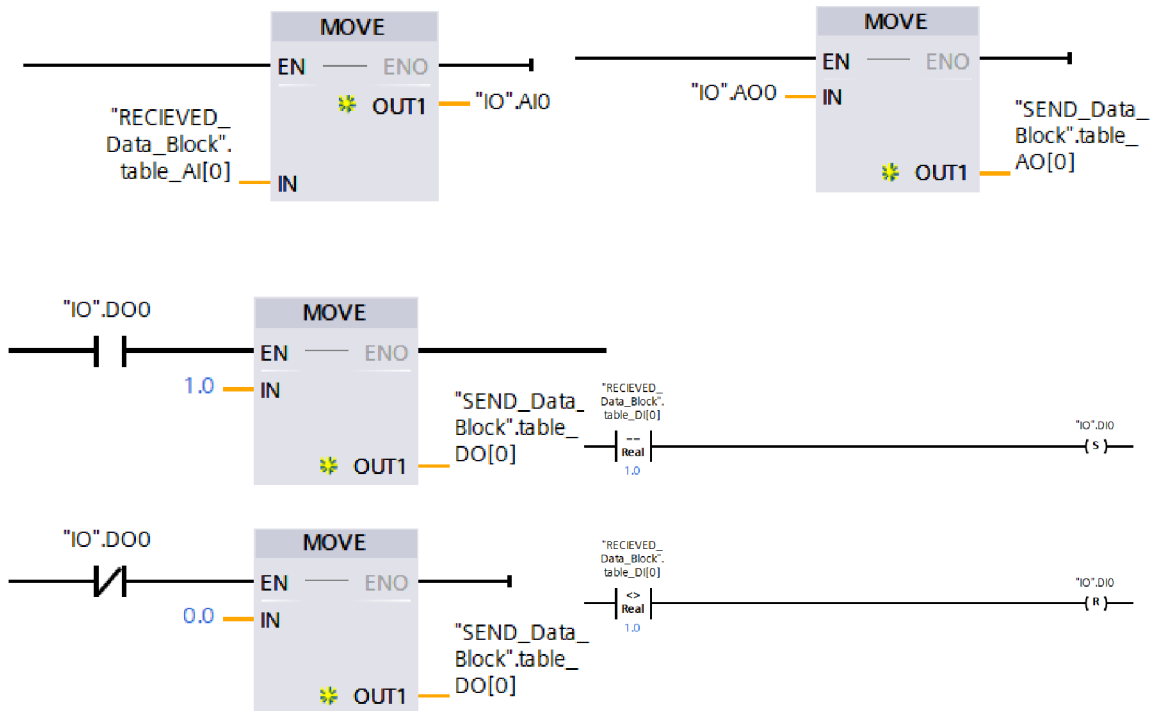 MOVE
EN
ENO
"RECIEVED_
Data_Block".
table_AI[0]
OUT1
"IO".AI0
IN
MOVE
EN
ENO
"IO".AO0
IN
"SEND_Data_
Block".table_
AO[0]
OUT1
"IO".DO0
MOVE
EN
ENO
1.0
IN
"SEND_Data_
Block".table_
DO[0]
OUT1
"RECIEVED_
Data_Block".
table_DI[0]
==
Real
1.0
"IO".DI0
S
"IO".DO0
MOVE
EN
ENO
0.0
IN
"SEND_Data_
Block".table_
DO[0]
OUT1
"RECIEVED_
Data_Block".
table_DI[0]
<>
Real
1.0
"IO".DI0
R